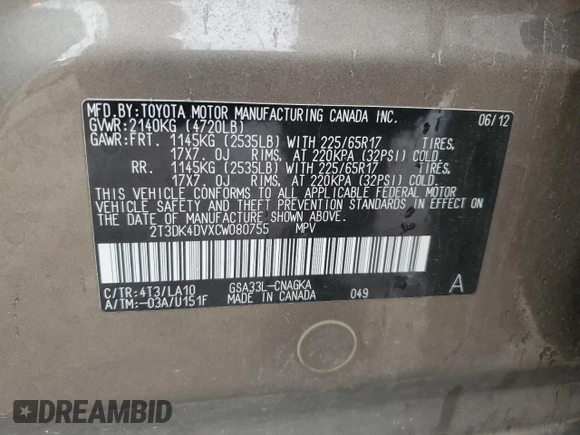 MFD.BY:TOYOTA MOTOR MANUFACTURING CANADA INC.
06/12
GVWR:2140KG (4720LB)
GAWR:FRT. 1145KG (2535LB) WITH 225/65R17 TIRES,
17X7. OJ RIMS, AT 220KPA (32PSI) COLD.
RR. 1145KG (2535LB) WITH 225/65R17 TIRES,
17X7. OJ RIMS, AT 220KPA (32PSI) COLD.
THIS VEHICLE CONFORMS TO ALL APPLICABLE FEDERAL MOTOR
VEHICLE SAFETY AND THEFT PREVENTION STANDARDS IN EFFECT ON
THE DATE OF MANUFACTURE SHOWN ABOVE.
2T3DK4DVXCW080755 MPV
C/TR:4T3/LA10 GSA33L-CNAGKA A
A/TM:-03A/U151F MADE IN CANADA 049
DREAMBID